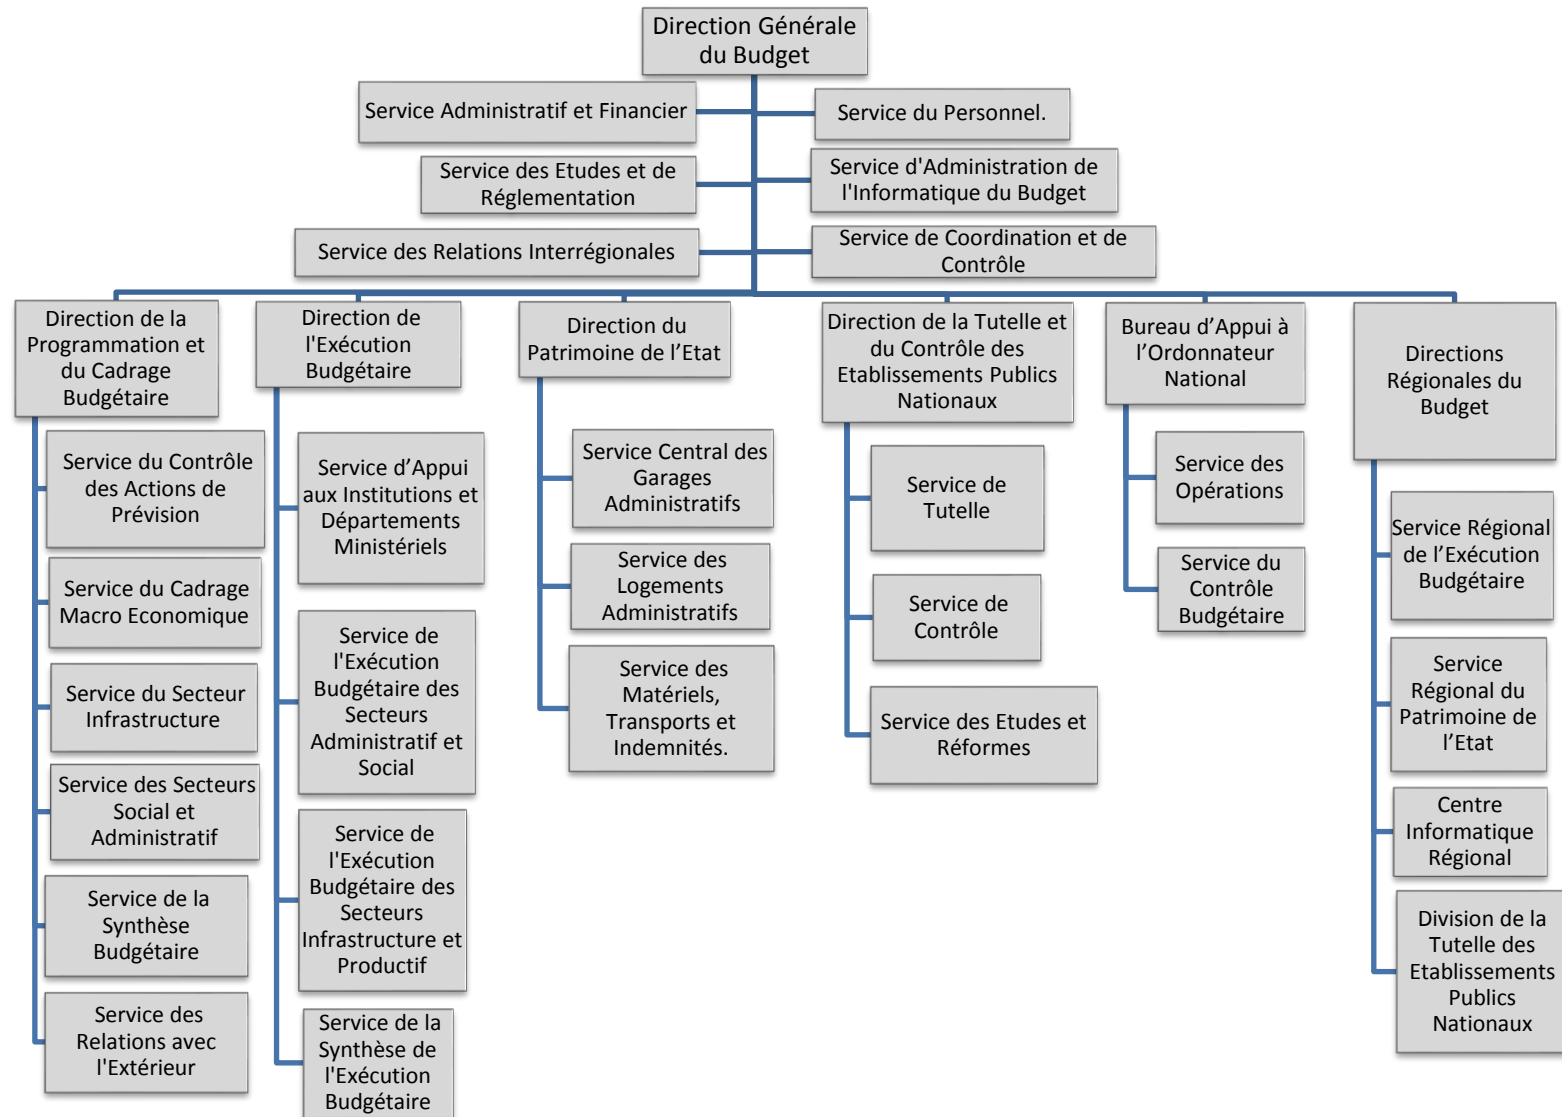 Direction Générale
du Budget
Service Administratif et Financier
Service du Personnel.
Service des Etudes et de
Réglementation
Service d'Administration de
l'Informatique du Budget
Service des Relations Interrégionales
Service de Coordination et de
Contrôle
Direction de la
Programmation et
du Cadrage
Budgétaire
Service du Contrôle
des Actions de
Prévision
Service du Cadrage
Macro Economique
Service du Secteur
Infrastructure
Service des Secteurs
Social et
Administratif
Service de la
Synthèse
Budgétaire
Service des
Relations avec
l'Extérieur
Direction de
l'Exécution
Budgétaire
Service d’Appui
aux Institutions et
Départements
Ministériels
Service de
l'Exécution
Budgétaire des
Secteurs
Administratif et
Social
Service de
l'Exécution
Budgétaire des
Secteurs
Infrastructure et
Productif
Service de la
Synthèse de
l'Exécution
Budgétaire
Direction du
Patrimoine de l’Etat
Service Central des
Garages
Administratifs
Service des
Logements
Administratifs
Service des
Matériels,
Transports et
Indemnités.
Direction de la Tutelle et
du Contrôle des
Etablissements Publics
Nationaux
Service de
Tutelle
Service de
Contrôle
Service des Etudes et
Réformes
Bureau d’Appui à
l’Ordonnateur
National
Service des
Opérations
Service du
Contrôle
Budgétaire
Directions
Régionales du
Budget
Service Régional
de l’Exécution
Budgétaire
Service
Régional du
Patrimoine de
l’Etat
Centre
Informatique
Régional
Division de la
Tutelle des
Etablissements
Publics
Nationaux